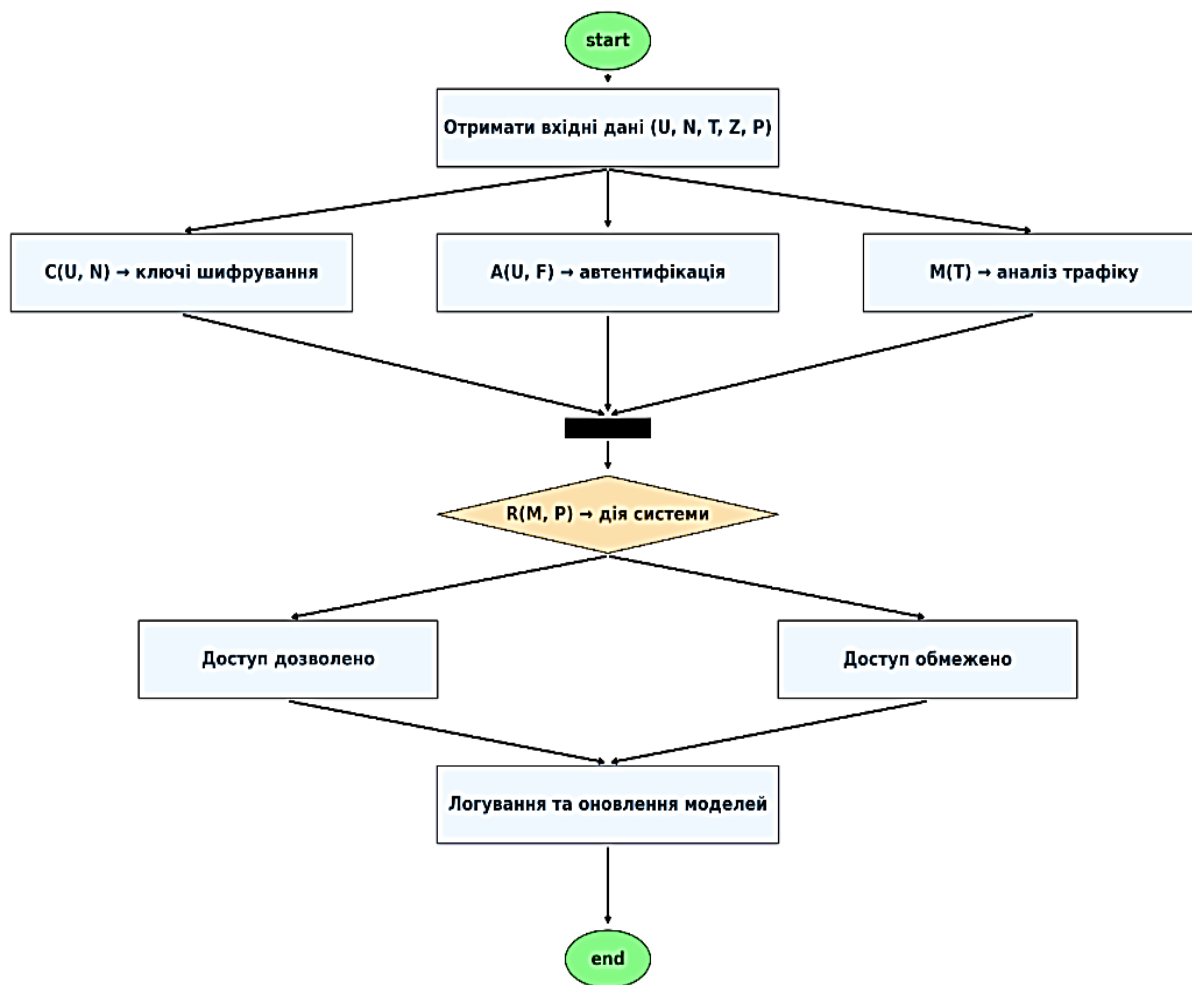 start
Отримати вхідні дані (U, N, T, Z, P)
C(U, N) → ключі шифрування
A(U, F) → автентифікація
M(T) → аналіз трафіку
R(M, P) → дія системи
Доступ дозволено
Доступ обмежено
Логування та оновлення моделей
end